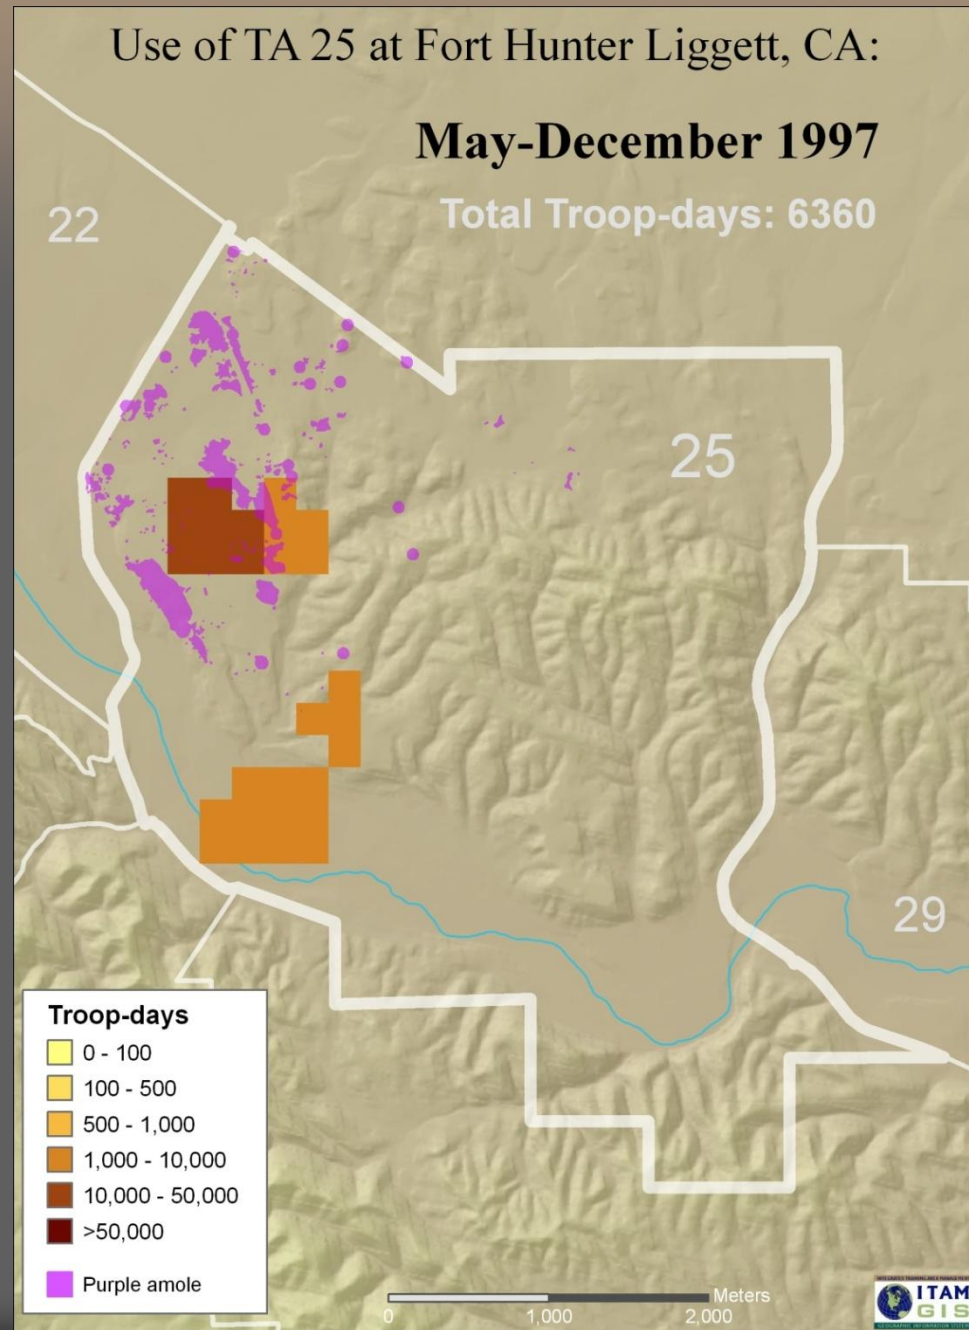 Use of TA 25 at Fort Hunter Liggett, CA:
May-December 1997
Total Troop-days: 6360
22
25
29
Troop-days
0 - 100
100 - 500
500 - 1,000
1,000 - 10,000
10,000 - 50,000
>50,000
Purple amole
Meters
0 1,000 2,000
ITAM
GIS